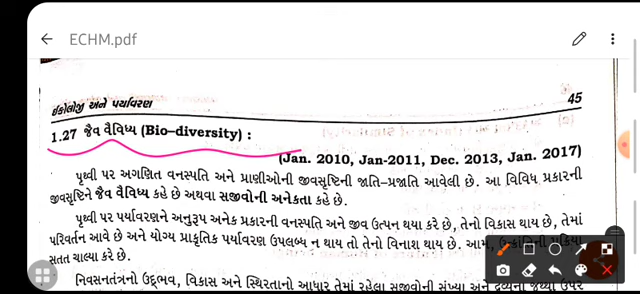 ECHM.pdf
ઈકોલોજી અને પર્યાવરણ 45
1.27 જૈવ વૈવિધ્ય (Bio-diversity) :
(Jan. 2010, Jan-2011, Dec. 2013, Jan. 2017)
પૃથ્વી પર અગણિત વનસ્પતિ અને પ્રાણીઓની જીવસૃષ્ટિની જાતિ-પ્રજાતિ આવેલી છે. આ વિવિધ પ્રકારની
જીવસૃષ્ટિને જૈવ વૈવિધ્ય કહે છે અથવા સજીવોની અનેકતા કહે છે.
પૃથ્વી પર પર્યાવરણને અનુરૂપ અનેક પ્રકારની વનસ્પતિ અને જીવ ઉત્પન થયા કરે છે, તેનો વિકાસ થાય છે, તેમાં
પરિવર્તન આવે છે અને યોગ્ય પ્રાકૃતિક પર્યાવરણ ઉપલબ્ધ ન થાય તો તેનો વિનાશ થાય છે. આમ,
સતત ચાલ્યા કરે છે.
નિવસનતંત્રનો ઉદ્ભવ, વિકાસ અને સ્થિરતાનો આધાર તેમાં રહેલા સજીવોની સંખ્યા અને